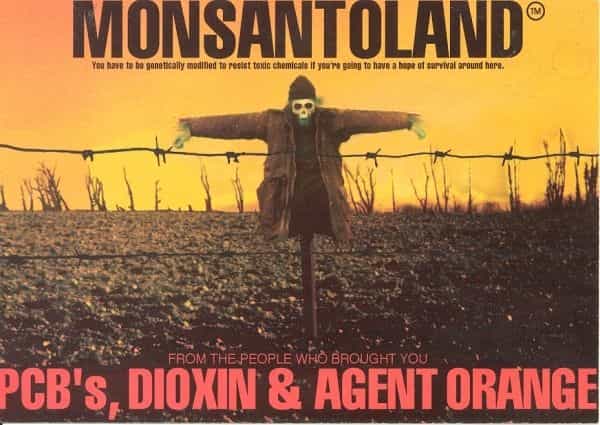 MONSANTOLAND™
You have to be genetically modified to resist toxic chemicals if you're going to have a hope of survival around here.
FROM THE PEOPLE WHO BROUGHT YOU
PCB's, DIOXIN & AGENT ORANGE